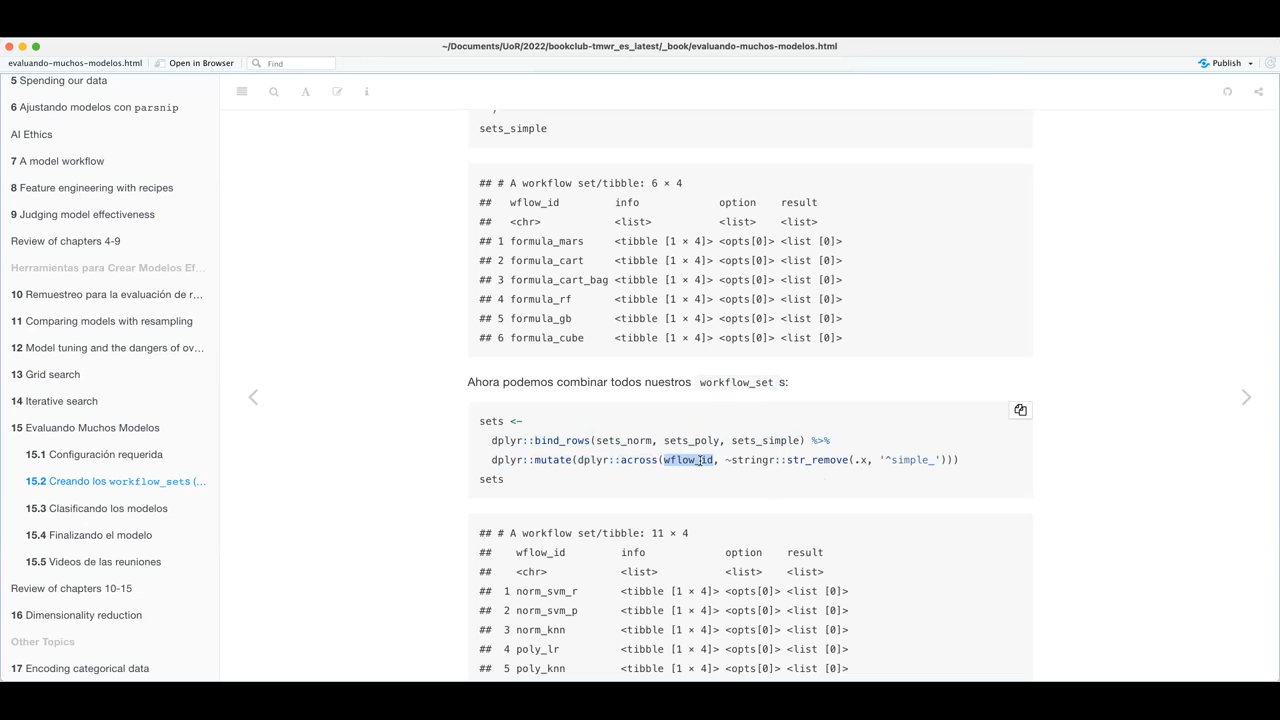 ~/Documents/UoR/2022/bookclub-tmwr_es_latest/_book/evaluando-muchos-modelos.html
evaluando-muchos-modelos.html
Open in Browser
Find
Publish
5 Spending our data
6 Ajustando modelos con parsnip
AI Ethics
7 A model workflow
8 Feature engineering with recipes
9 Judging model effectiveness
Review of chapters 4-9
Herramientas para Crear Modelos Ef...
10 Remuestreo para la evaluación de r...
11 Comparing models with resampling
12 Model tuning and the dangers of ov...
13 Grid search
14 Iterative search
15 Evaluando Muchos Modelos
15.1 Configuración requerida
15.2 Creando los workflow_sets (...
15.3 Clasificando los modelos
15.4 Finalizando el modelo
15.5 Videos de las reuniones
Review of chapters 10-15
16 Dimensionality reduction
Other Topics
17 Encoding categorical data
sets_simple
## # A workflow set/tibble: 6 × 4
##   wflow_id         info             option    result
##   <chr>            <list>           <list>    <list>
## 1 formula_mars     <tibble [1 × 4]> <opts[0]> <list [0]>
## 2 formula_cart     <tibble [1 × 4]> <opts[0]> <list [0]>
## 3 formula_cart_bag <tibble [1 × 4]> <opts[0]> <list [0]>
## 4 formula_rf       <tibble [1 × 4]> <opts[0]> <list [0]>
## 5 formula_gb       <tibble [1 × 4]> <opts[0]> <list [0]>
## 6 formula_cube     <tibble [1 × 4]> <opts[0]> <list [0]>
Ahora podemos combinar todos nuestros workflow_set s:
sets <-
  dplyr::bind_rows(sets_norm, sets_poly, sets_simple) %>%
  dplyr::mutate(dplyr::across(wflow_id, ~stringr::str_remove(.x, '^simple_')))
sets
## # A workflow set/tibble: 11 × 4
##    wflow_id         info             option    result
##    <chr>            <list>           <list>    <list>
##  1 norm_svm_r       <tibble [1 × 4]> <opts[0]> <list [0]>
##  2 norm_svm_p       <tibble [1 × 4]> <opts[0]> <list [0]>
##  3 norm_knn         <tibble [1 × 4]> <opts[0]> <list [0]>
##  4 poly_lr          <tibble [1 × 4]> <opts[0]> <list [0]>
##  5 poly_knn         <tibble [1 × 4]> <opts[0]> <list [0]>